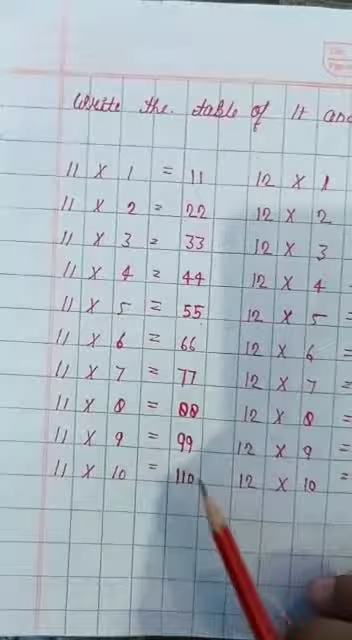 Write the table of 11 and
11 X 1 = 11 12 X 1
11 X 2 = 22 12 X 2
11 X 3 = 33 12 X 3
11 X 4 = 44 12 X 4
11 X 5 = 55 12 X 5 =
11 X 6 = 66 12 X 6 =
11 X 7 = 77 12 X 7 =
11 X 8 = 88 12 X 8 =
11 X 9 = 99 12 X 9 =
11 X 10 = 110 12 X 10 =